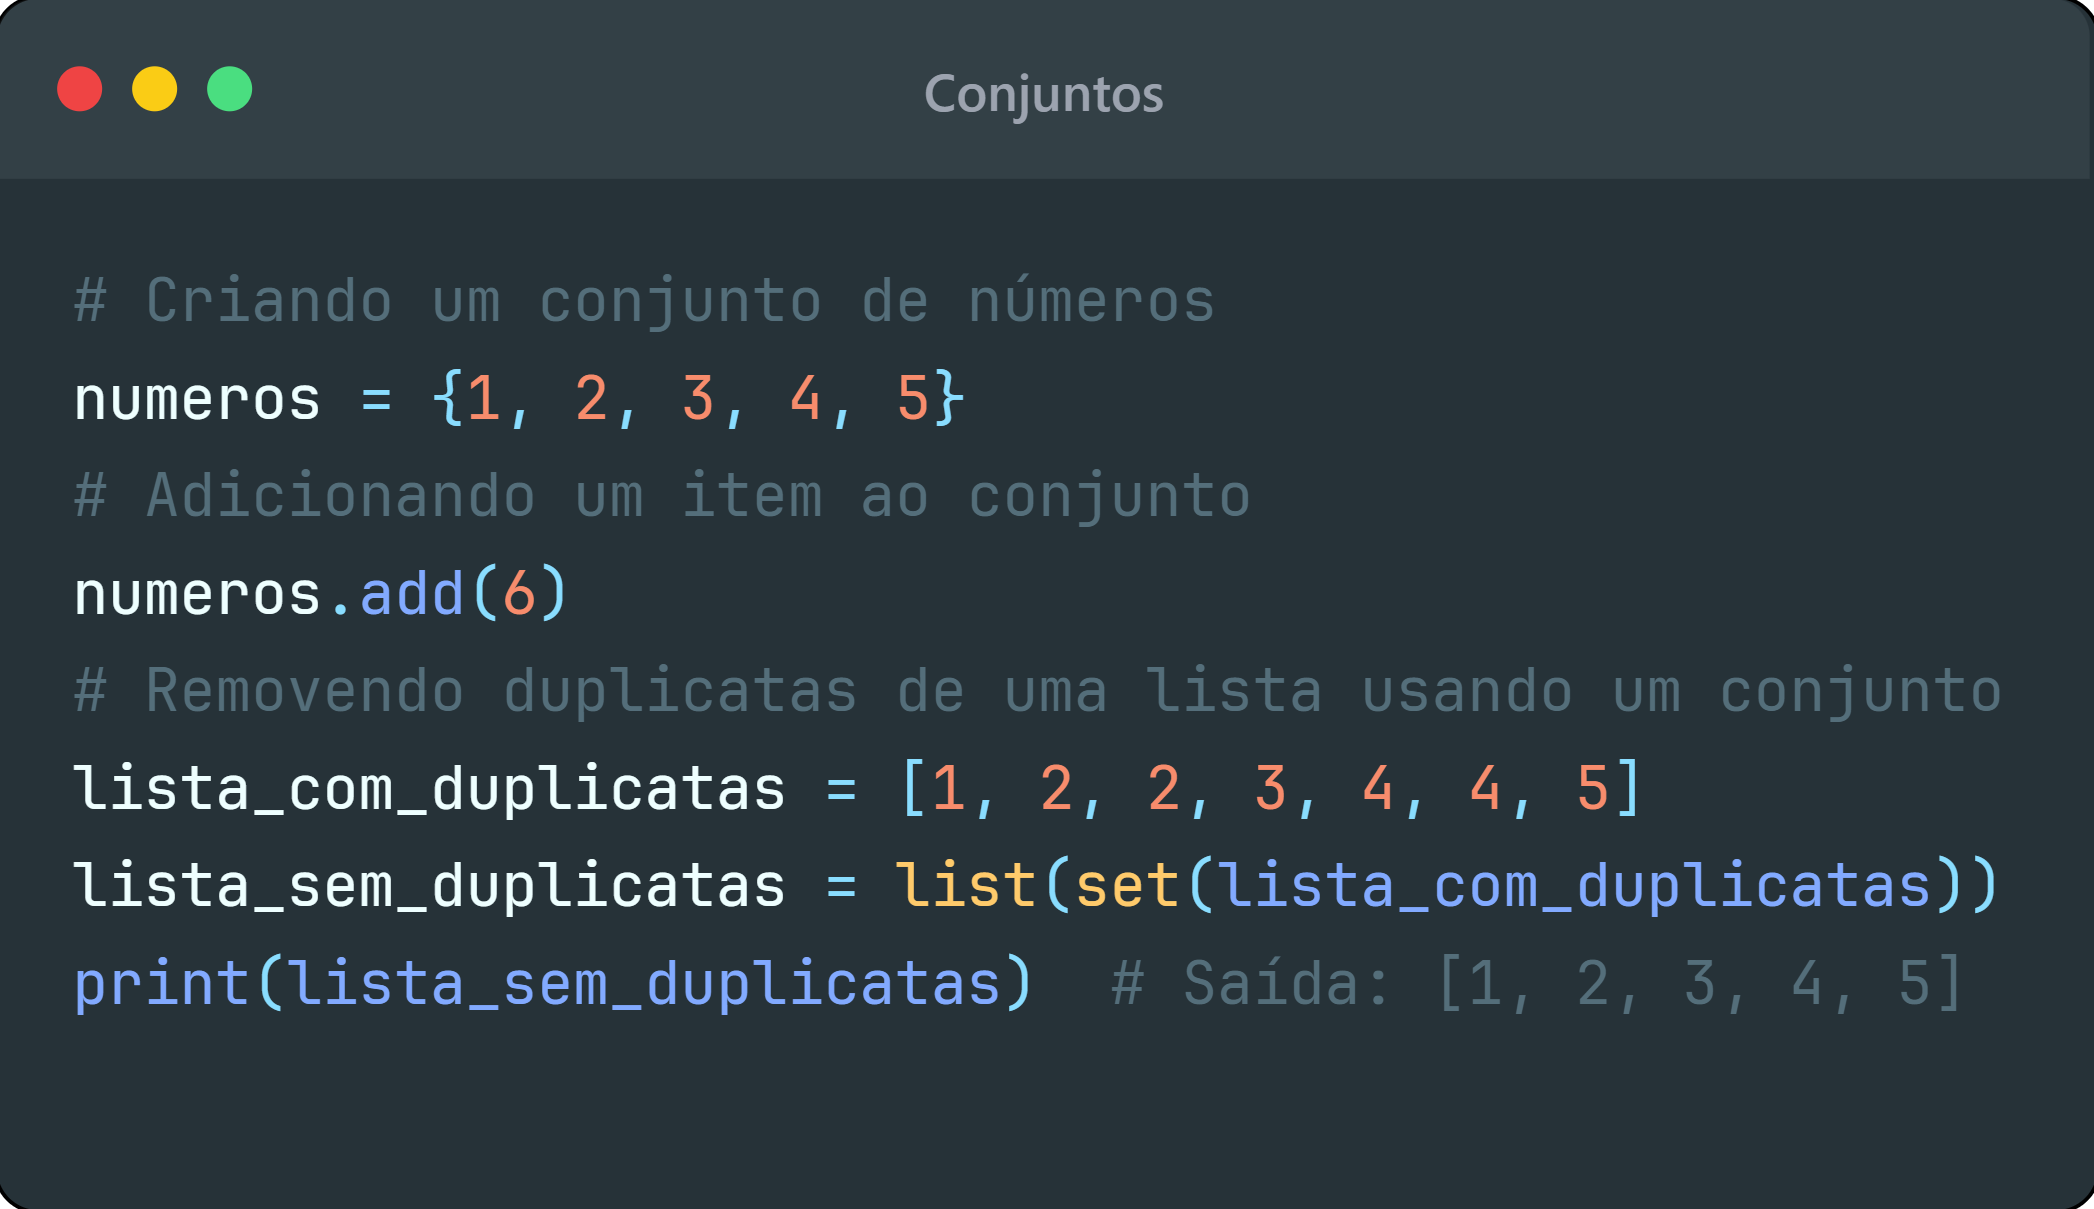 Conjuntos
# Criando um conjunto de números
numeros = {1, 2, 3, 4, 5}
# Adicionando um item ao conjunto
numeros.add(6)
# Removendo duplicatas de uma lista usando um conjunto
lista_com_duplicatas = [1, 2, 2, 3, 4, 4, 5]
lista_sem_duplicatas = list(set(lista_com_duplicatas))
print(lista_sem_duplicatas)  # Saída: [1, 2, 3, 4, 5]